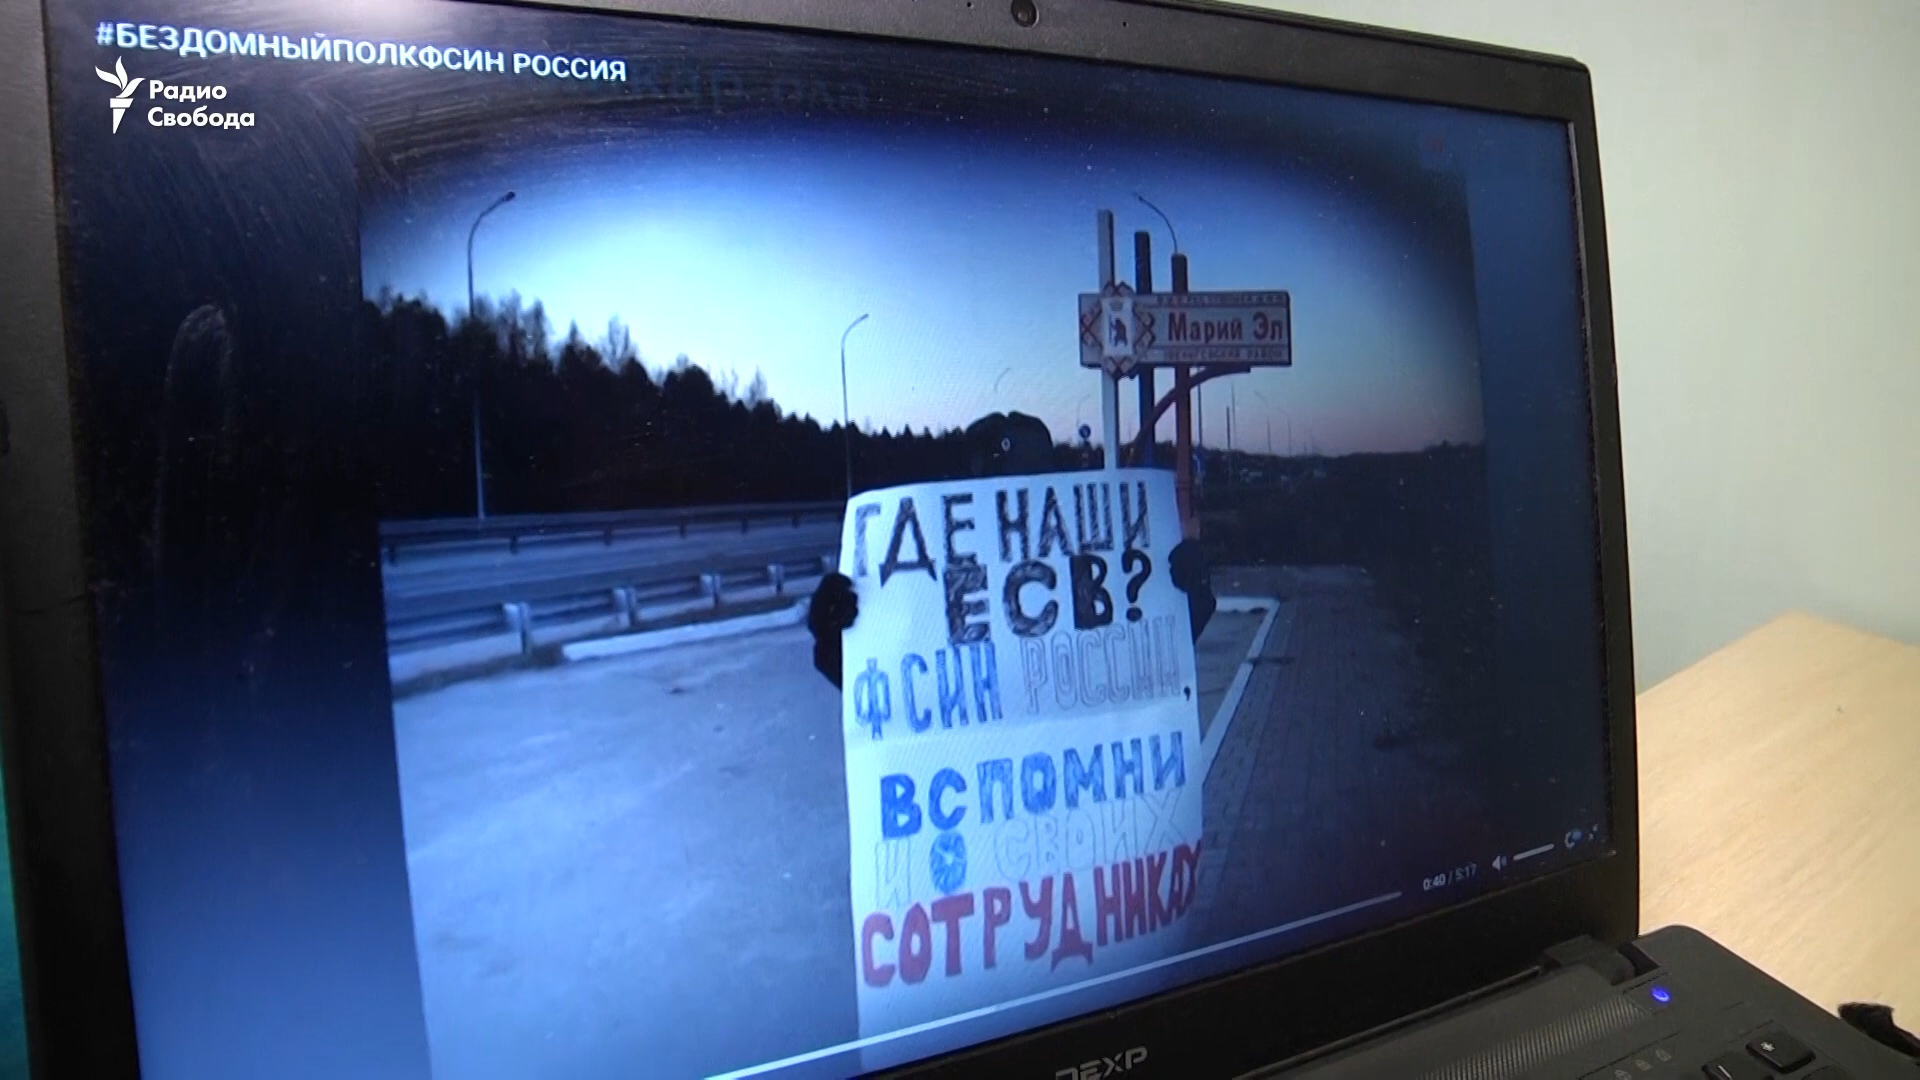 #БЕЗДОМНЫЙПОЛКФСИН РОССИЯ
Радио
Свобода
Марий Эл
ГДЕ НАШИ
ЕСВ?
ФСИН РОССИИ,
ВСПОМНИ
И О СВОИХ
СОТРУДНИКАХ
0:40 / 5:17
DEXP